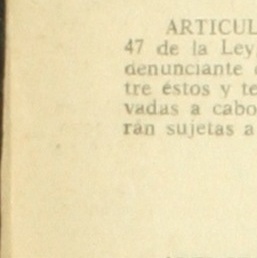 ARTICUL
47 de la Ley
denunciante
tre éstos y te
vadas a cabo
rán sujetas a